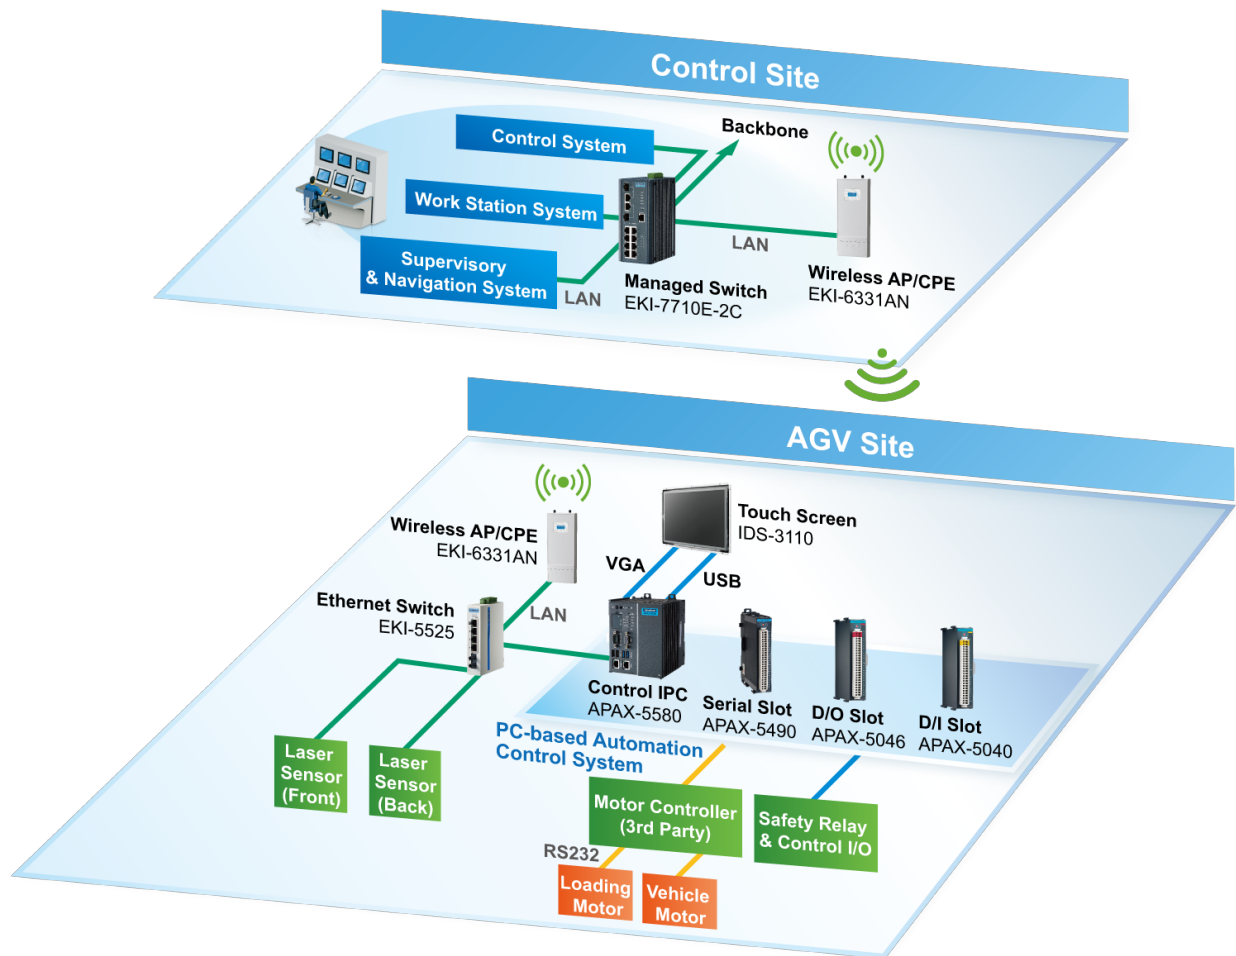 Control Site
Backbone
Control System
Work Station System
LAN
Supervisory
& Navigation System
LAN
Managed Switch
EKI-7710E-2C
Wireless AP/CPE
EKI-6331AN
AGV Site
Wireless AP/CPE
EKI-6331AN
Touch Screen
IDS-3110
VGA
USB
Ethernet Switch
EKI-5525
LAN
Control IPC
APAX-5580
Serial Slot
APAX-5490
D/O Slot
APAX-5046
D/I Slot
APAX-5040
PC-based Automation
Control System
Laser
Sensor
(Front)
Laser
Sensor
(Back)
Motor Controller
(3rd Party)
Safety Relay
& Control I/O
RS232
Loading
Motor
Vehicle
Motor